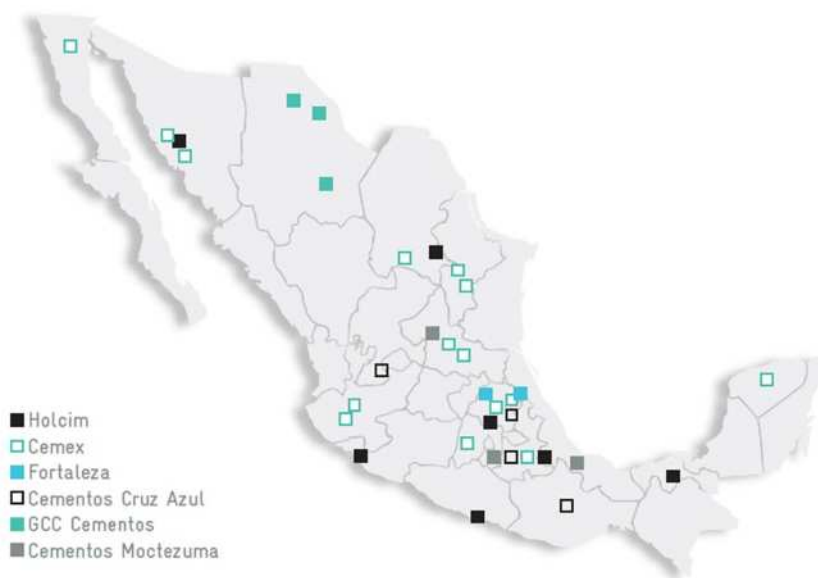 Holcim
Cemex
Fortaleza
Cementos Cruz Azul
GCC Cementos
Cementos Moctezuma